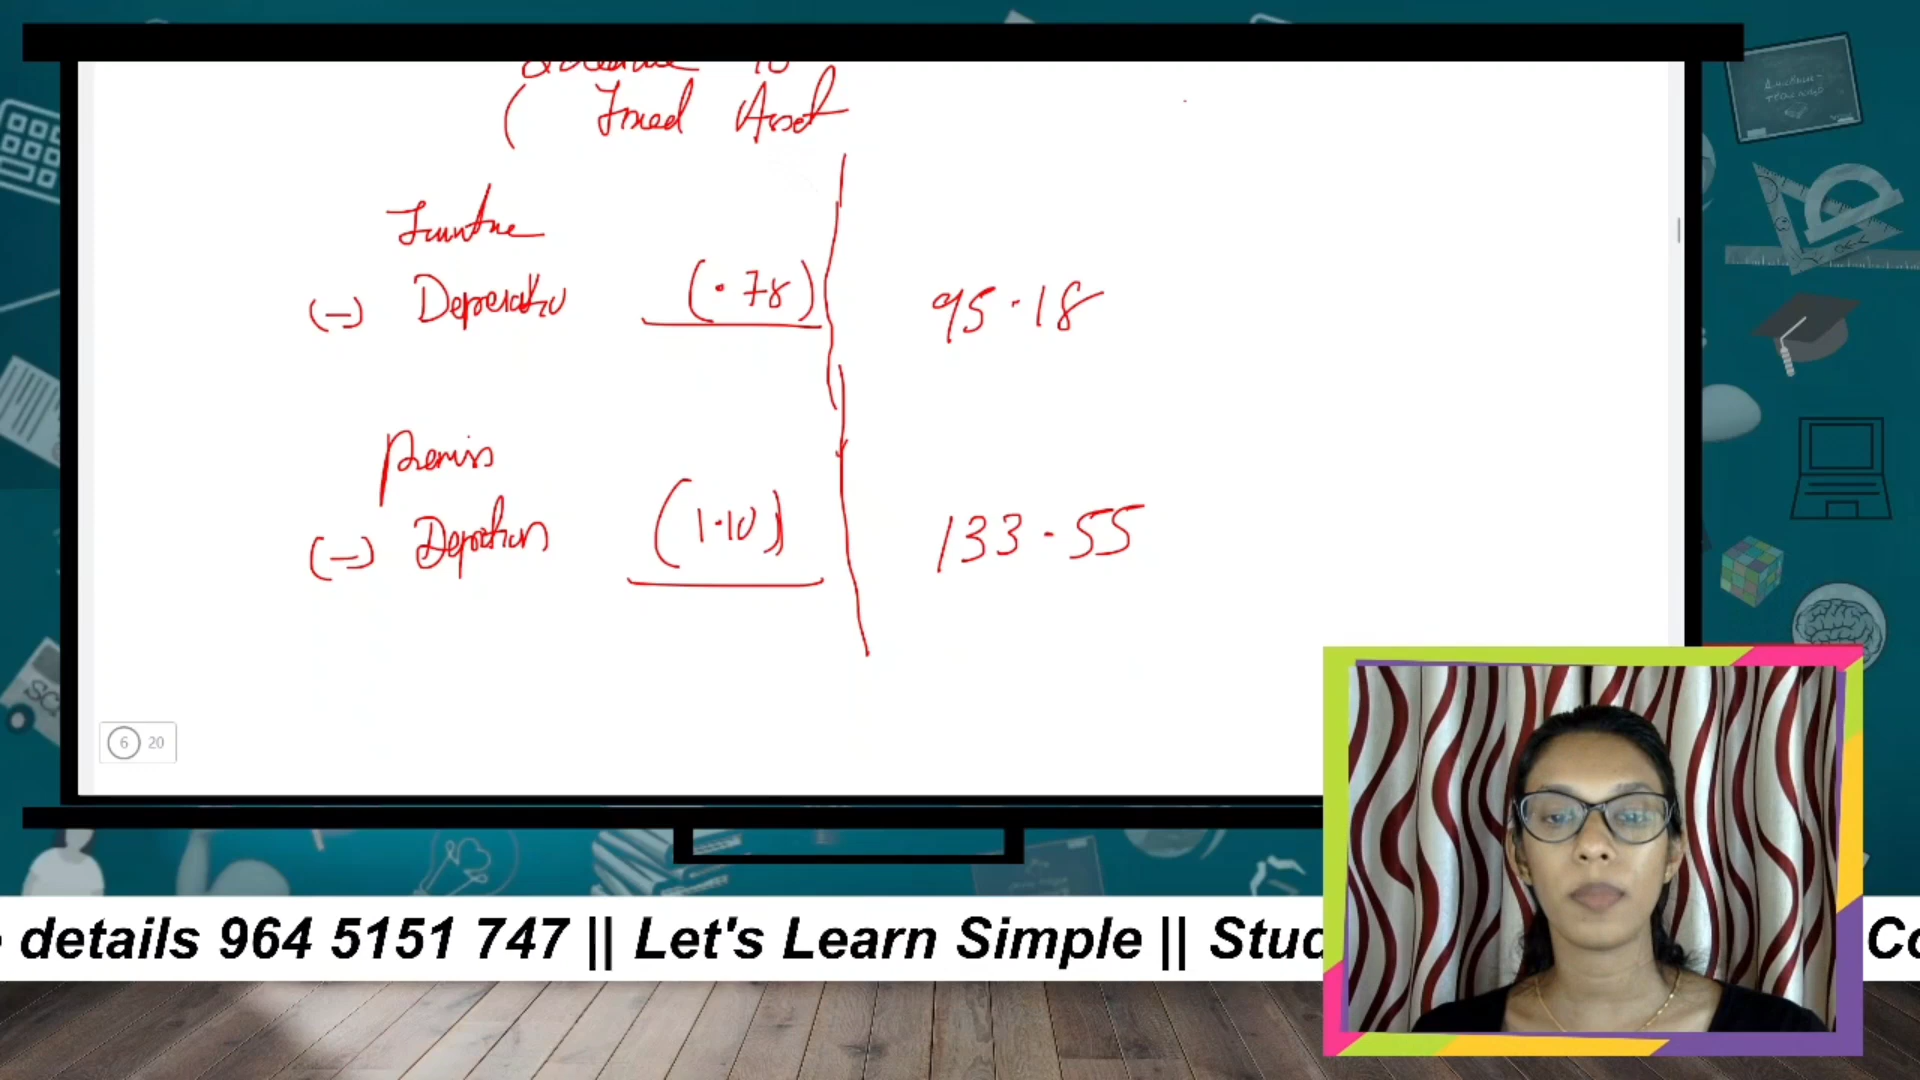 ( Fixed Asset
Furniture
(-) Depreciation (.78) 95.18
Premises
(-) Depreciation (1.10) 133.55
6 20
details 964 5151 747 || Let's Learn Simple || Stud
Co